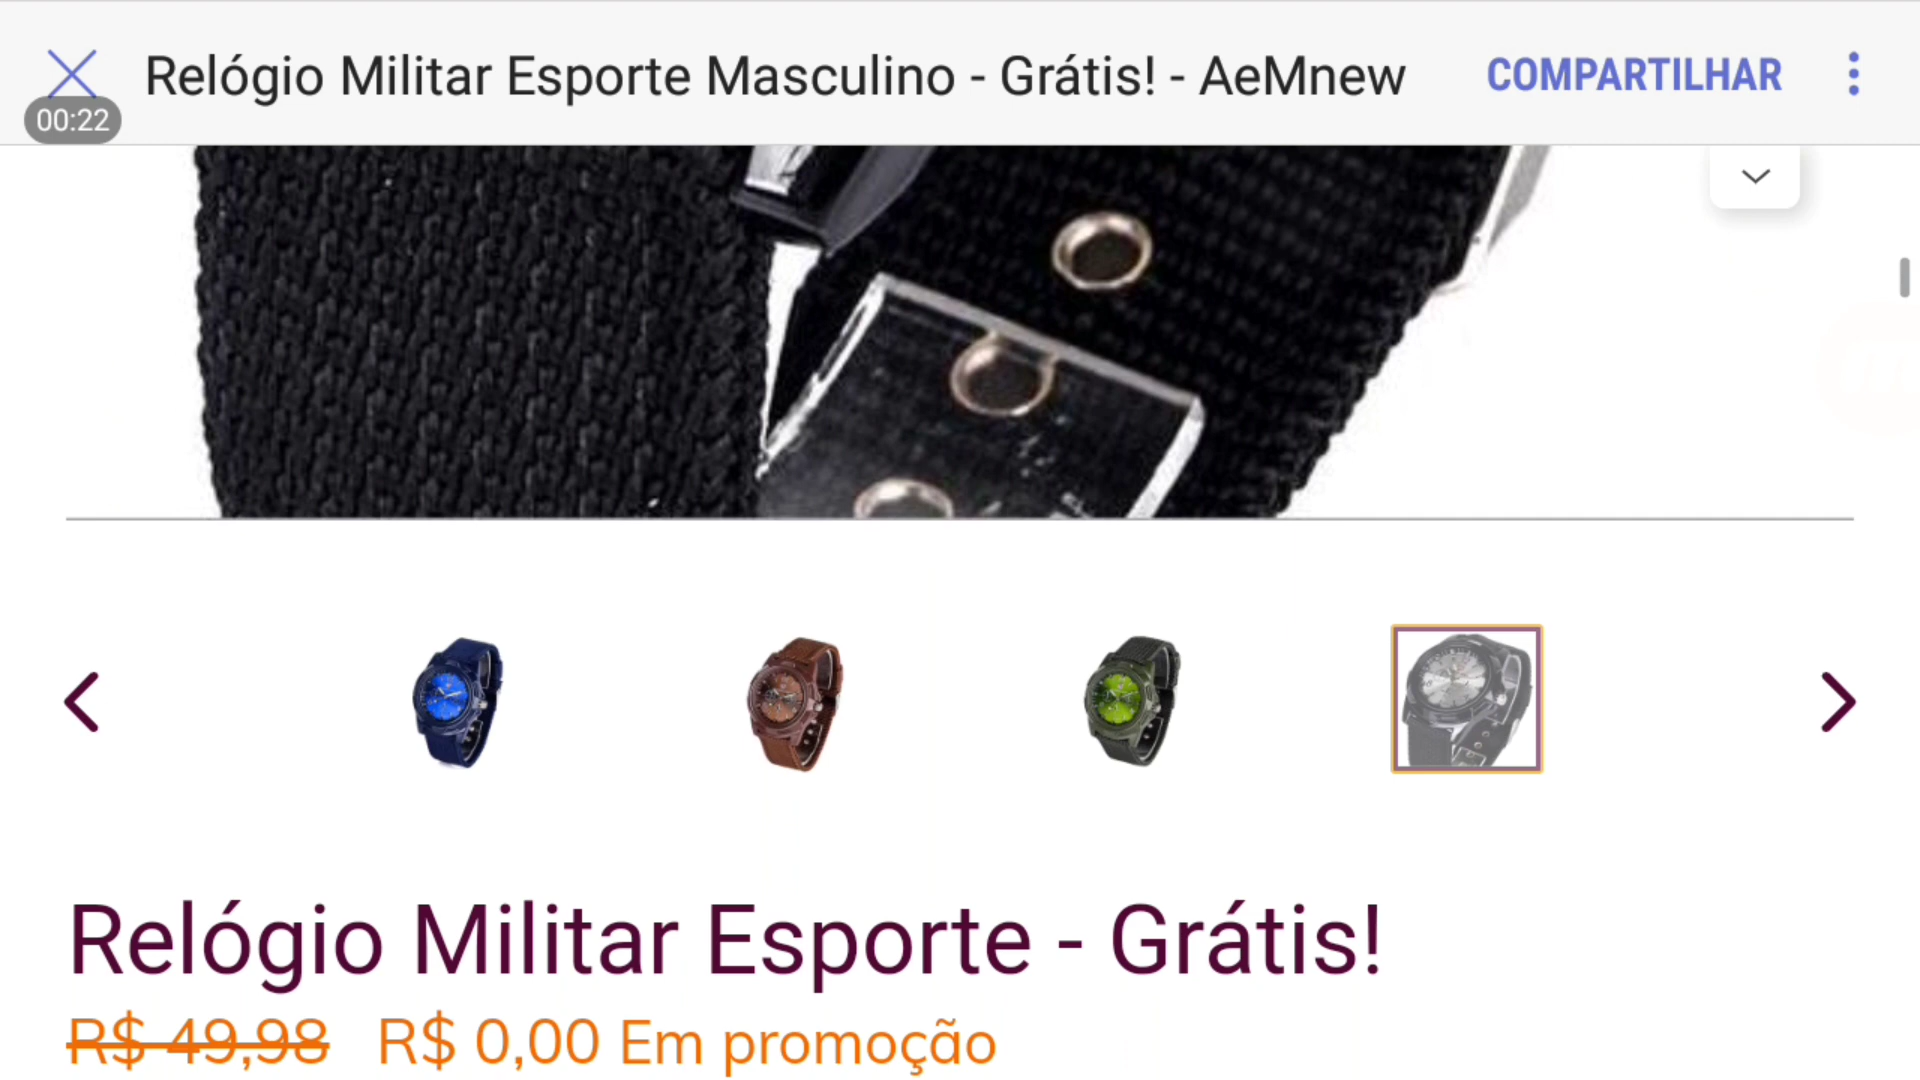 Relógio Militar Esporte Masculino - Grátis! - AeMnew
COMPARTILHAR
00:22
Relógio Militar Esporte - Grátis!
R$ 49,98 R$ 0,00 Em promoção